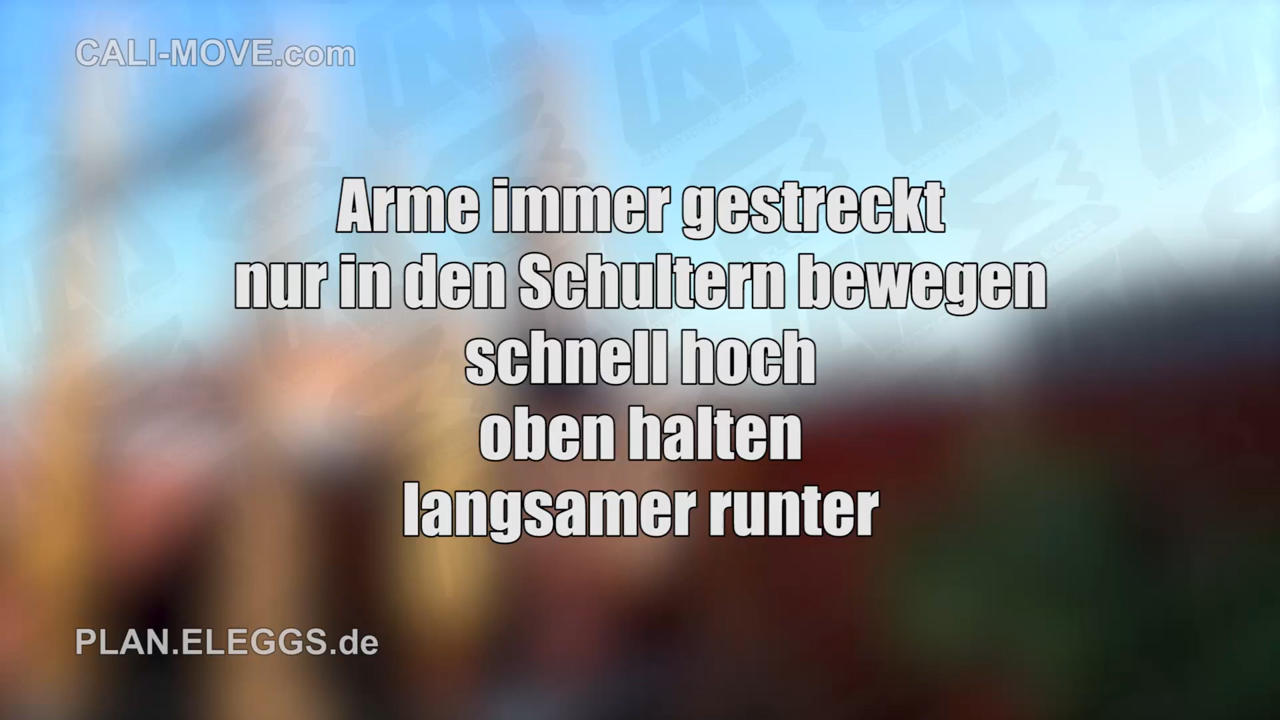 CALI-MOVE.com
Arme immer gestreckt
nur in den Schultern bewegen
schnell hoch
oben halten
langsamer runter
PLAN.ELEGGS.de